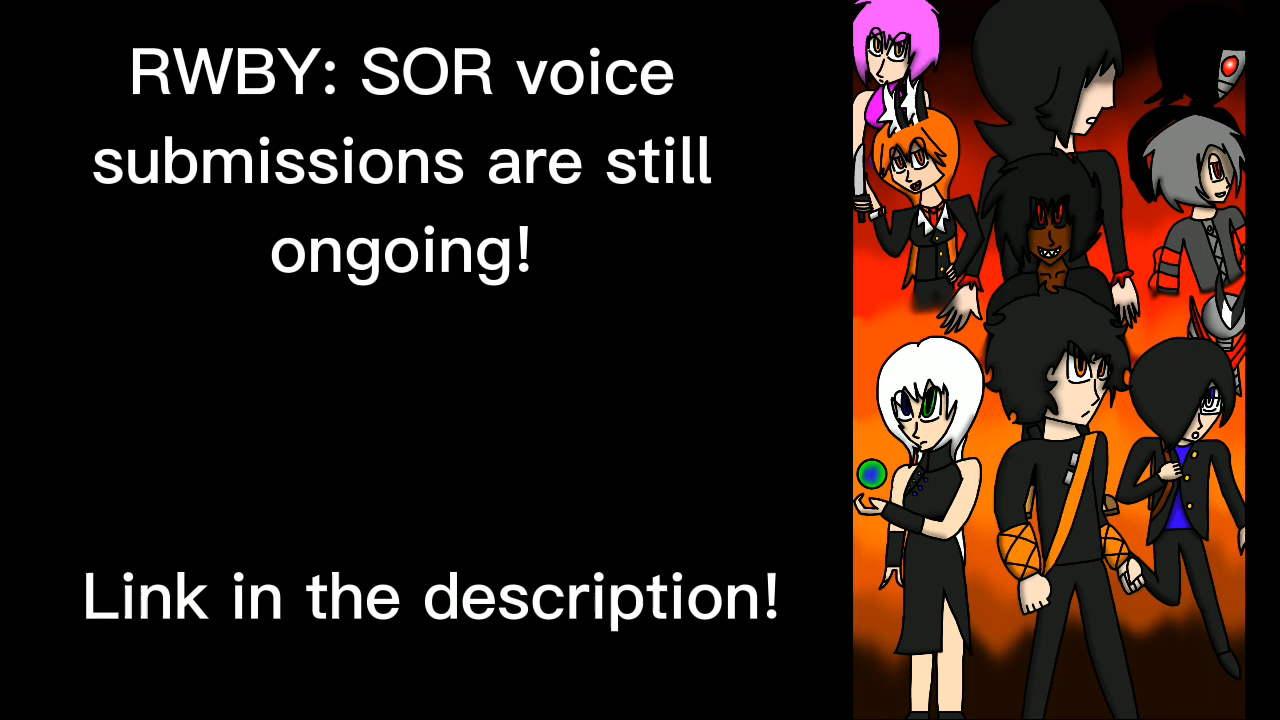 RWBY: SOR voice
submissions are still
ongoing!
Link in the description!